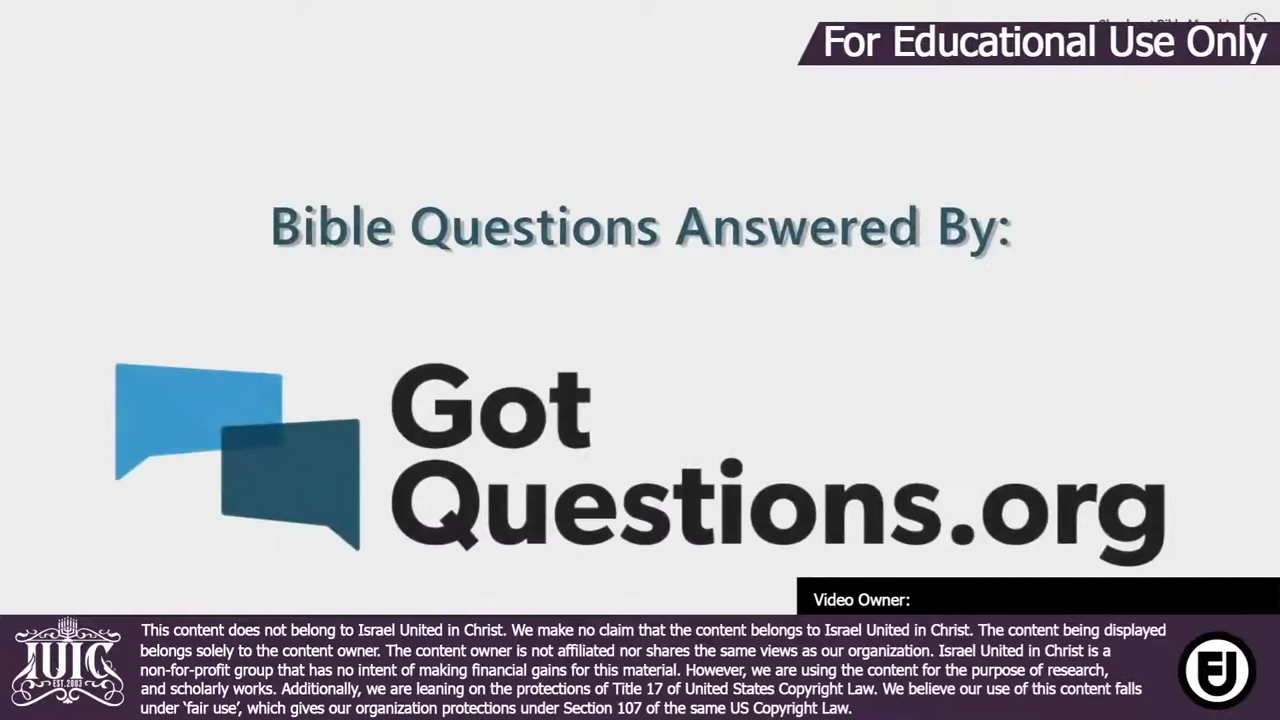 For Educational Use Only
Bible Questions Answered By:
Got
Questions.org
Video Owner:
This content does not belong to Israel United in Christ. We make no claim that the content belongs to Israel United in Christ. The content being displayed
belongs solely to the content owner. The content owner is not affiliated nor shares the same views as our organization. Israel United in Christ is a
non-for-profit group that has no intent of making financial gains for this material. However, we are using the content for the purpose of research,
and scholarly works. Additionally, we are leaning on the protections of Title 17 of United States Copyright Law. We believe our use of this content falls
under ‘fair use’, which gives our organization protections under Section 107 of the same US Copyright Law.
IUIC
EST. 2003